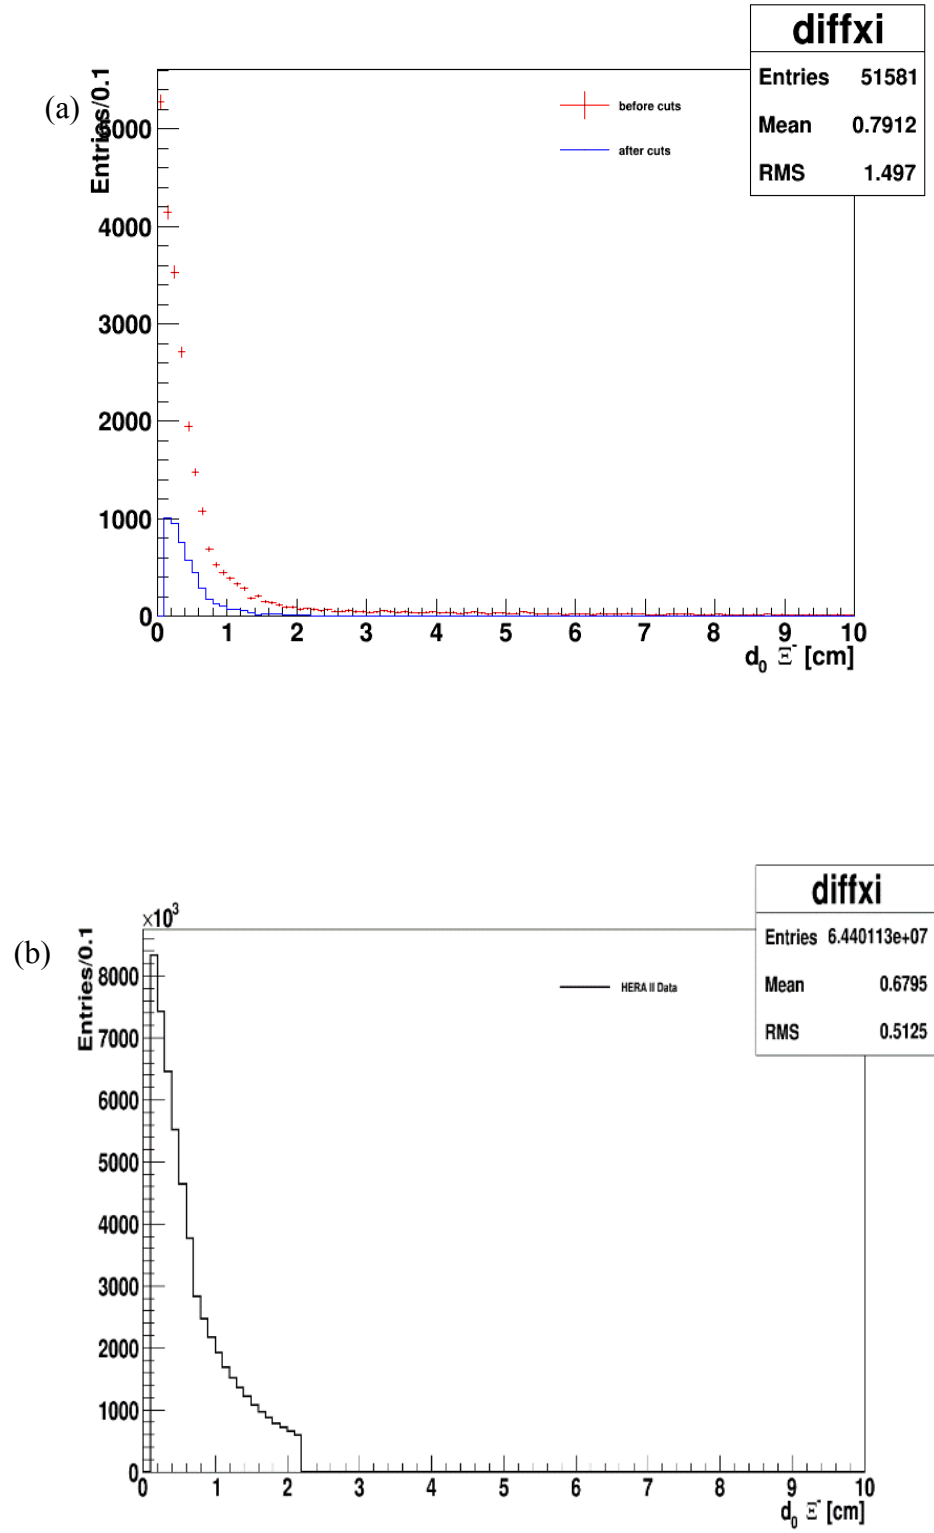 diffxi
Entries 51581
Mean 0.7912
RMS 1.497
(a)
Entries/0.1
before cuts
after cuts
5000
4000
3000
2000
1000
0
0 1 2 3 4 5 6 7 8 9 10
d₀ Ξ⁻ [cm]
diffxi
Entries 6.440113e+07
Mean 0.6795
RMS 0.5125
(b)
×10³
Entries/0.1
HERA II Data
8000
7000
6000
5000
4000
3000
2000
1000
0
0 1 2 3 4 5 6 7 8 9 10
d₀ Ξ⁻ [cm]